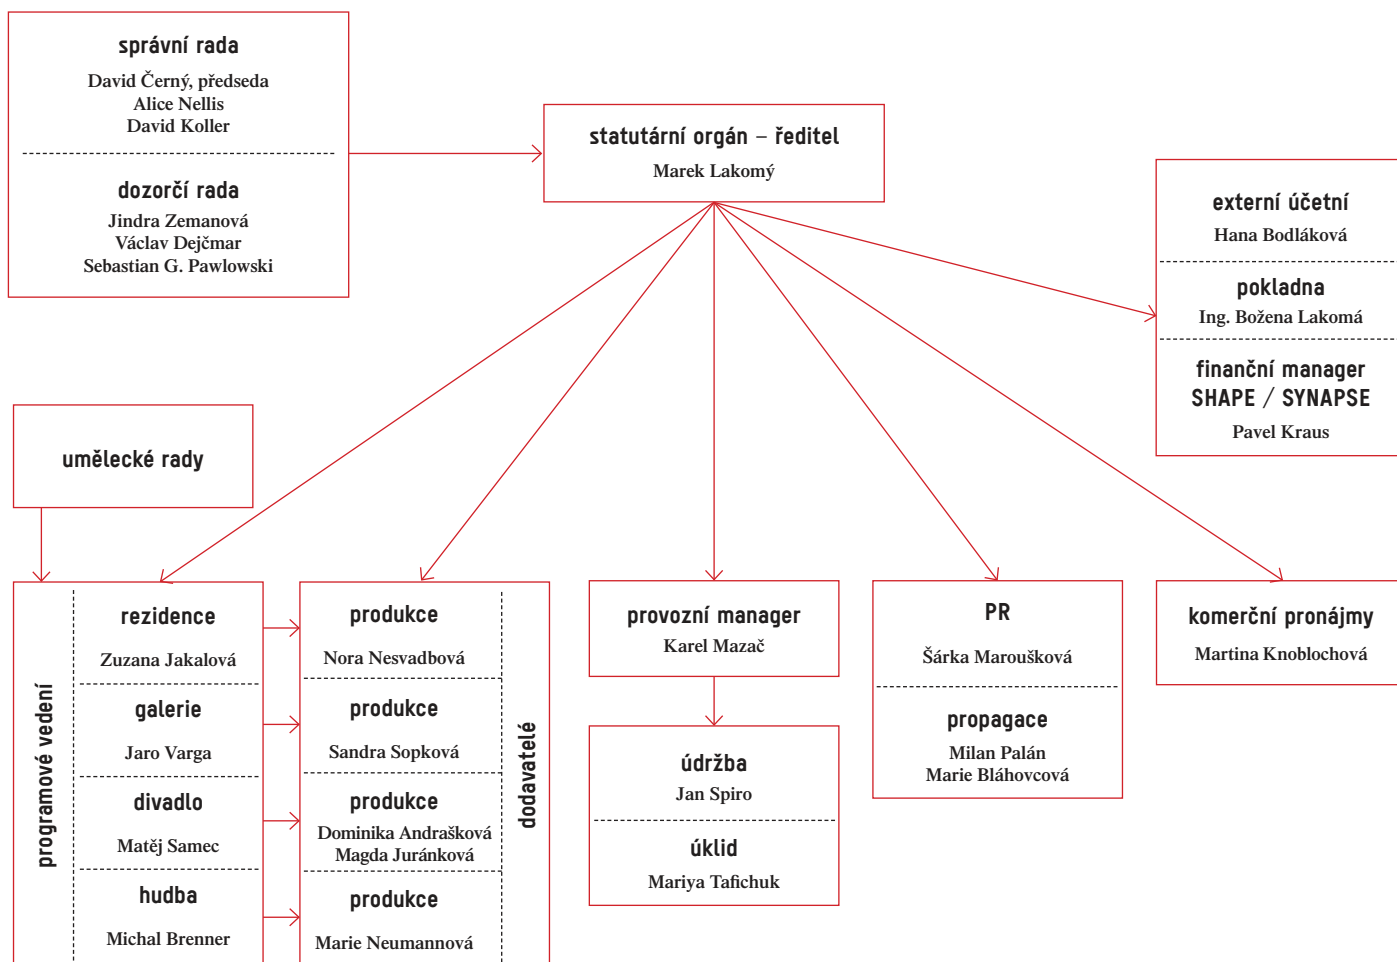 správní rada
David Černý, předseda
Alice Nellis
David Koller
dozorčí rada
Jindra Zemanová
Václav Dejčmar
Sebastian G. Pawlowski
statutární orgán – ředitel
Marek Lakomý
externí účetní
Hana Bodláková
pokladna
Ing. Božena Lakomá
finanční manager
SHAPE / SYNAPSE
Pavel Kraus
umělecké rady
programové vedení
rezidence
Zuzana Jakalová
galerie
Jaro Varga
divadlo
Matěj Samec
hudba
Michal Brenner
produkce
Nora Nesvadbová
produkce
Sandra Sopková
produkce
Dominika Andrašková
Magda Juránková
produkce
Marie Neumannová
dodavatelé
provozní manager
Karel Mazač
údržba
Jan Spiro
úklid
Mariya Tafichuk
PR
Šárka Maroušková
propagace
Milan Palán
Marie Bláhovcová
komerční pronájmy
Martina Knoblochová